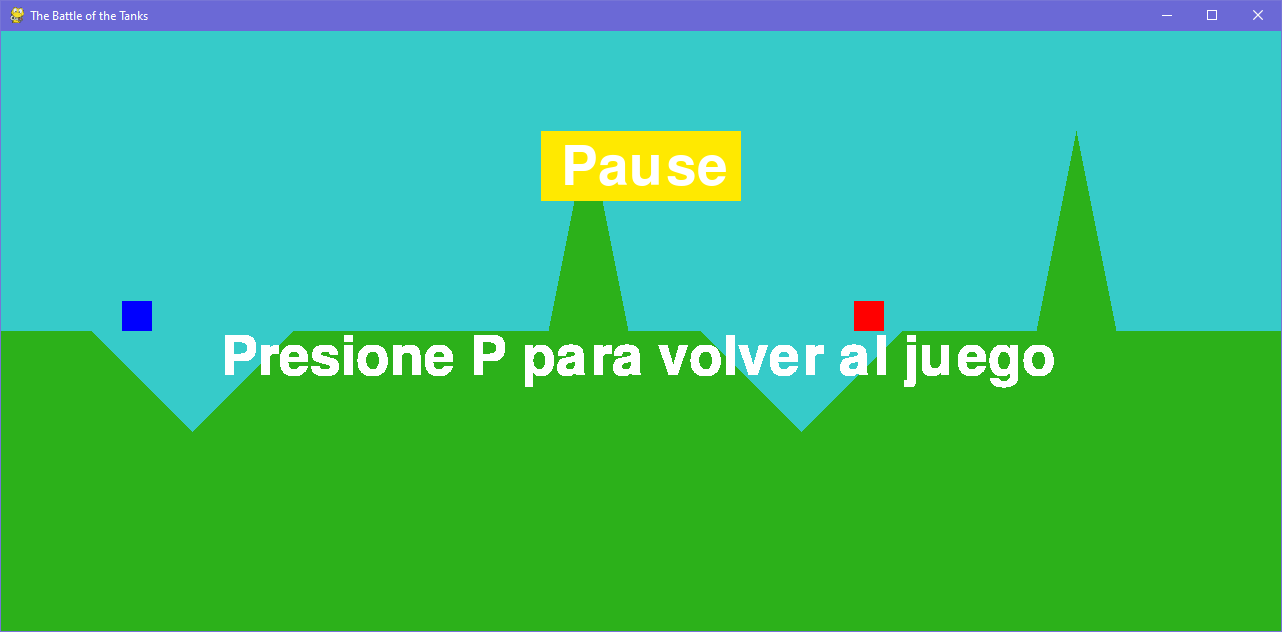 The Battle of the Tanks
Pause
Presione P para volver al juego